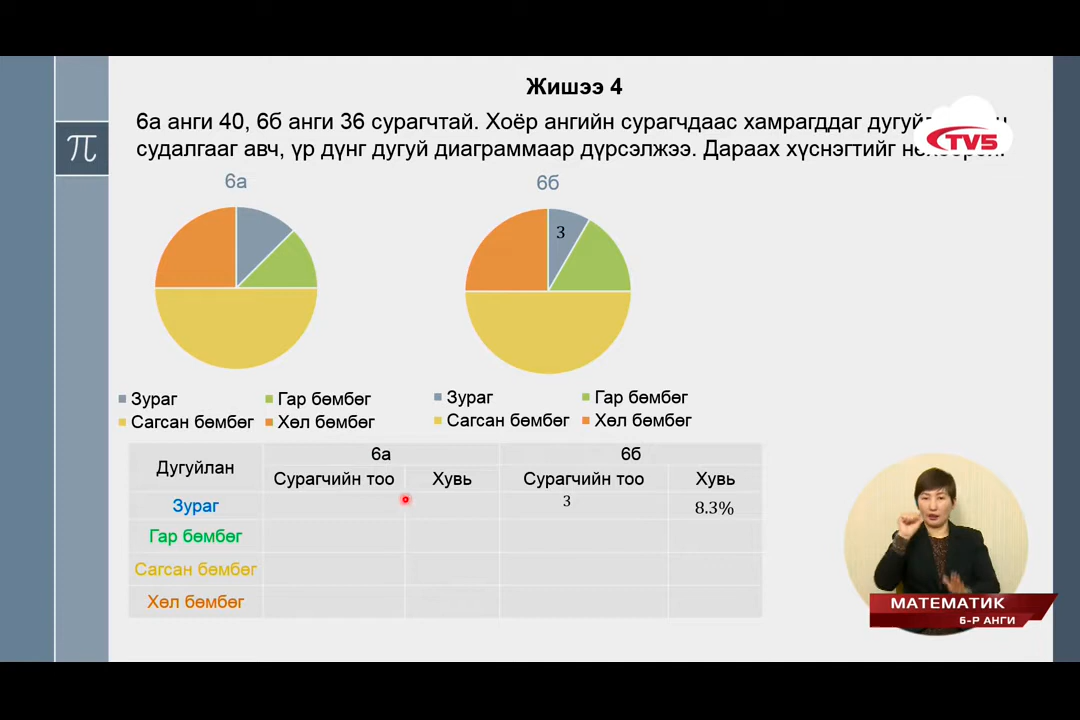 Жишээ 4
6а анги 40, 6б анги 36 сурагчтай. Хоёр ангийн сурагчдаас хамрагддаг
судалгааг авч, үр дүнг дугуй диаграммаар дүрсэлжээ. Дараах хүснэгтийг
TV5
π
6а
6б
3
Зураг Гар бөмбөг
Сагсан бөмбөг Хөл бөмбөг
Зураг Гар бөмбөг
Сагсан бөмбөг Хөл бөмбөг
Дугуйлан 6а 6б
Сурагчийн тоо Хувь Сурагчийн тоо Хувь
Зураг 3 8.3%
Гар бөмбөг
Сагсан бөмбөг
Хөл бөмбөг
МАТЕМАТИК
6-Р АНГИ